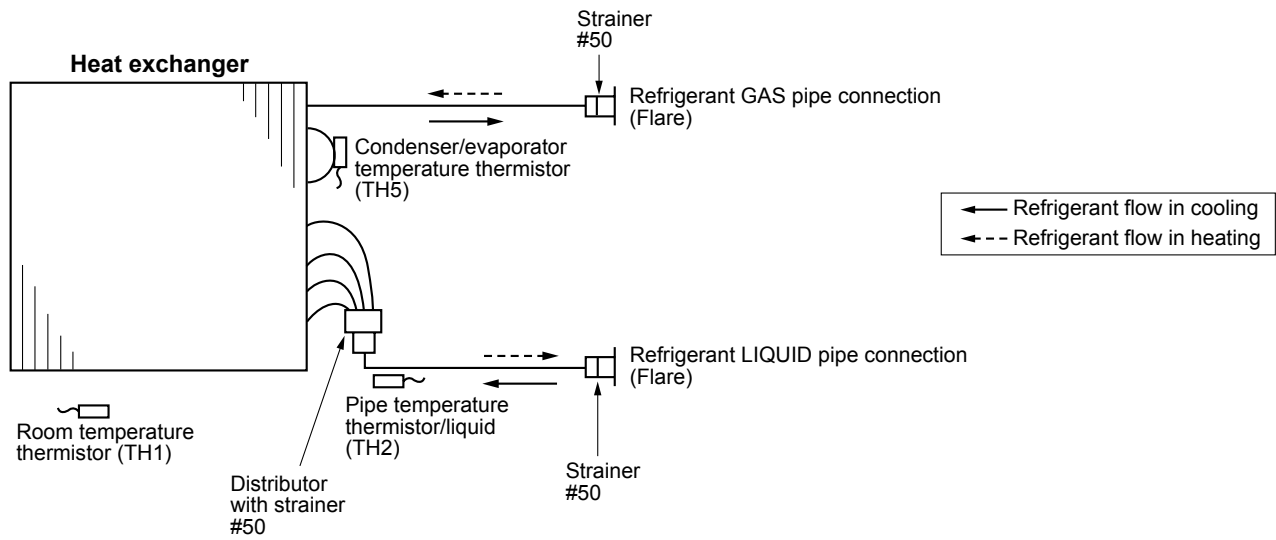 Strainer
#50
Heat exchanger
Refrigerant GAS pipe connection
(Flare)
Condenser/evaporator
temperature thermistor
(TH5)
Refrigerant flow in cooling
Refrigerant flow in heating
Refrigerant LIQUID pipe connection
(Flare)
Pipe temperature
thermistor/liquid
(TH2)
Room temperature
thermistor (TH1)
Distributor
with strainer
#50
Strainer
#50